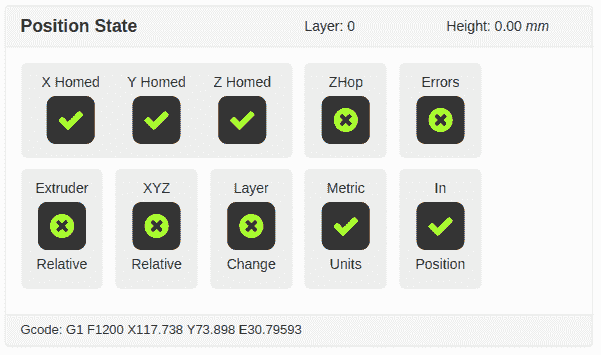 Position State Layer: 0 Height: 0.00 mm
X Homed Y Homed Z Homed ZHop Errors
Extruder XYZ Layer Metric In
Relative Relative Change Units Position
Gcode: G1 F1200 X117.738 Y73.898 E30.79593